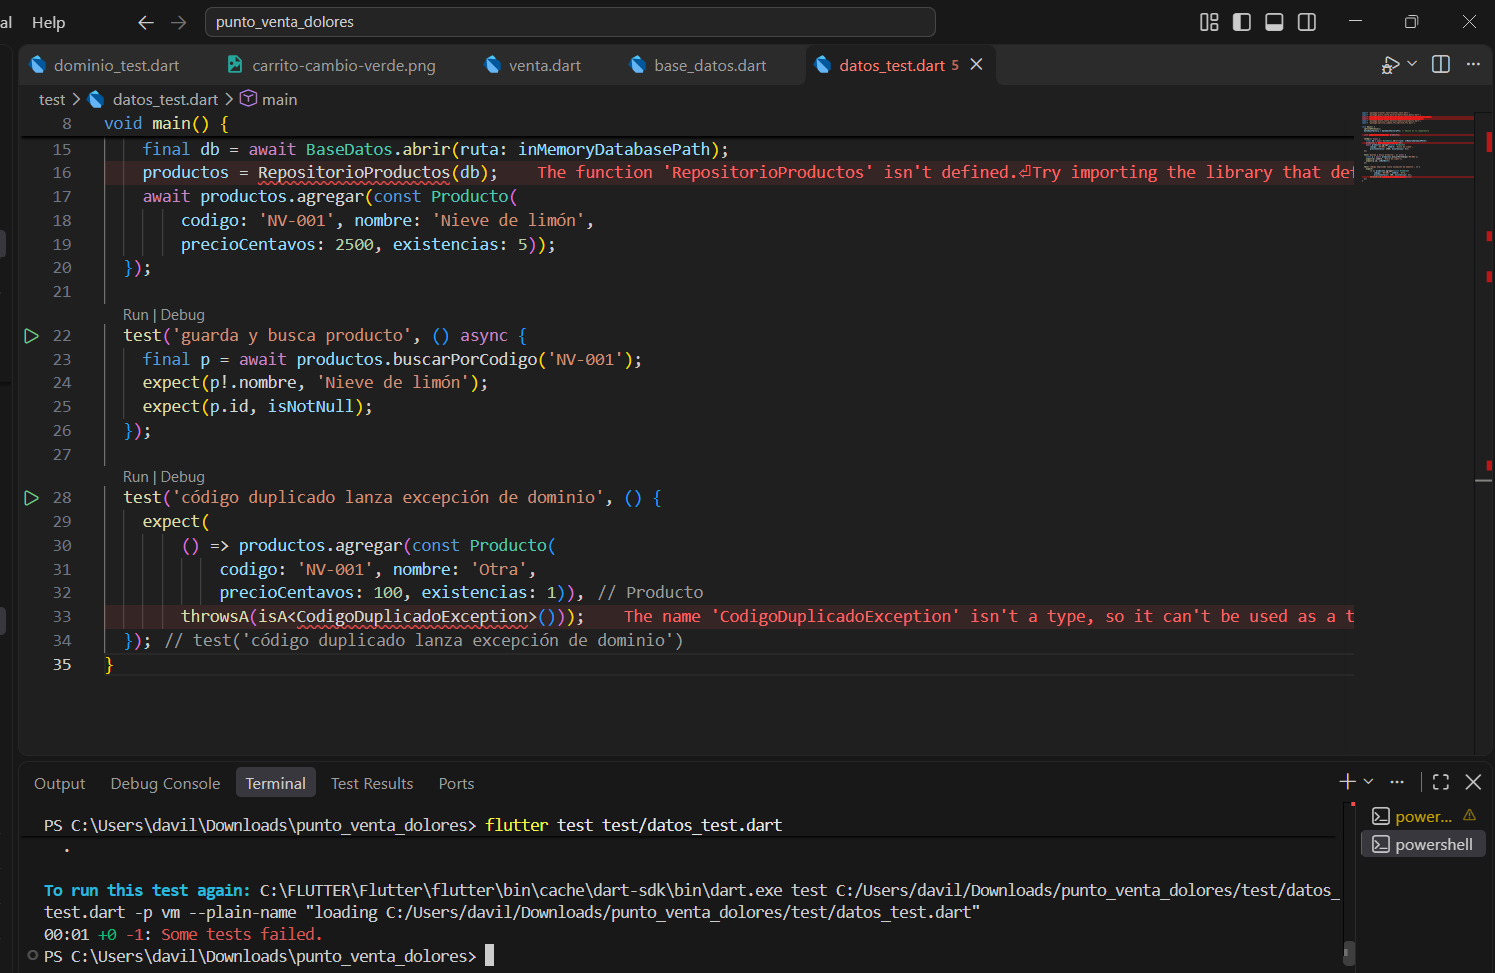 al Help punto_venta_dolores
dominio_test.dart carrito-cambio-verde.png venta.dart base_datos.dart datos_test.dart 5
test > datos_test.dart > main
8 void main() {
15 final db = await BaseDatos.abrir(ruta: inMemoryDatabasePath);
16 productos = RepositorioProductos(db); The function 'RepositorioProductos' isn't defined.⏎Try importing the library that def
17 await productos.agregar(const Producto(
18 codigo: 'NV-001', nombre: 'Nieve de limón',
19 precioCentavos: 2500, existencias: 5));
20 });
21
Run | Debug
22 test('guarda y busca producto', () async {
23 final p = await productos.buscarPorCodigo('NV-001');
24 expect(p!.nombre, 'Nieve de limón');
25 expect(p.id, isNotNull);
26 });
27
Run | Debug
28 test('código duplicado lanza excepción de dominio', () {
29 expect(
30 () => productos.agregar(const Producto(
31 codigo: 'NV-001', nombre: 'Otra',
32 precioCentavos: 100, existencias: 1)), // Producto
33 throwsA(isA<CodigoDuplicadoException>())); The name 'CodigoDuplicadoException' isn't a type, so it can't be used as a t
34 }); // test('código duplicado lanza excepción de dominio')
35 }
Output Debug Console Terminal Test Results Ports
PS C:\Users\davil\Downloads\punto_venta_dolores> flutter test test/datos_test.dart
.
To run this test again: C:\FLUTTER\Flutter\flutter\bin\cache\dart-sdk\bin\dart.exe test C:/Users/davil/Downloads/punto_venta_dolores/test/datos_
test.dart -p vm --plain-name "loading C:/Users/davil/Downloads/punto_venta_dolores/test/datos_test.dart"
00:01 +0 -1: Some tests failed.
PS C:\Users\davil\Downloads\punto_venta_dolores>
power...
powershell